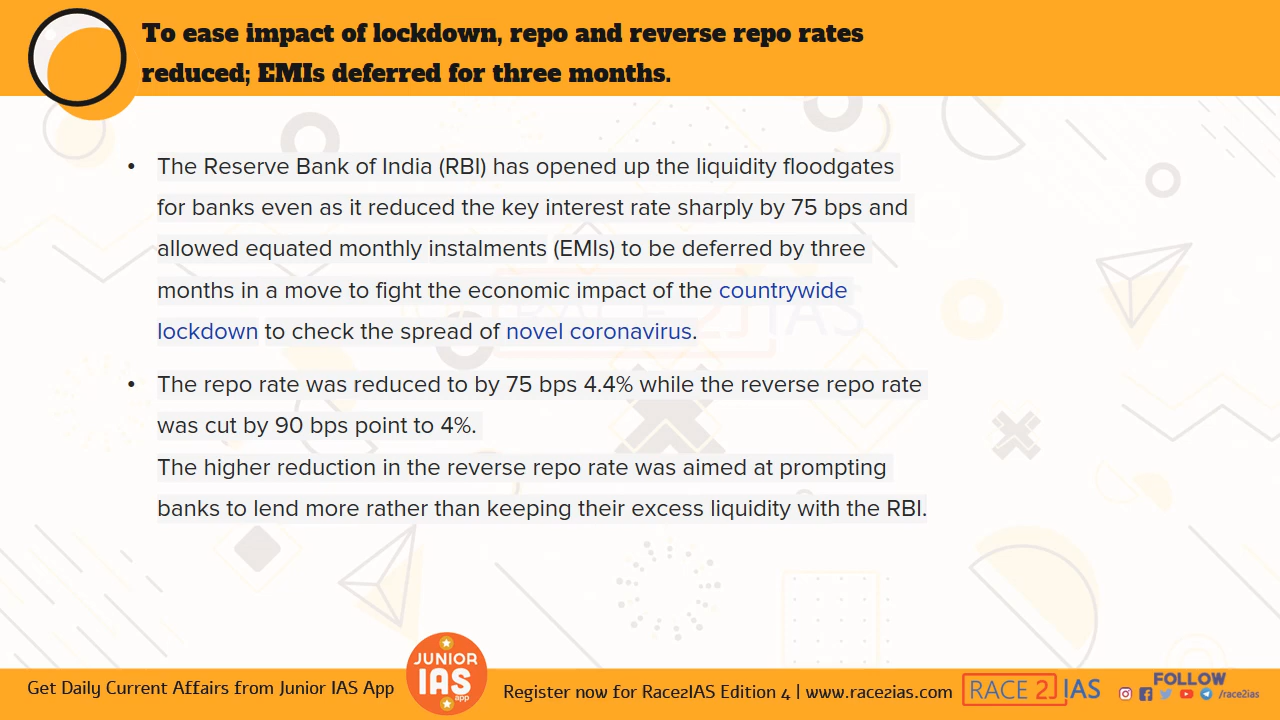 To ease impact of lockdown, repo and reverse repo rates
reduced; EMIs deferred for three months.
• The Reserve Bank of India (RBI) has opened up the liquidity floodgates
for banks even as it reduced the key interest rate sharply by 75 bps and
allowed equated monthly instalments (EMIs) to be deferred by three
months in a move to fight the economic impact of the countrywide
lockdown to check the spread of novel coronavirus.
• The repo rate was reduced to by 75 bps 4.4% while the reverse repo rate
was cut by 90 bps point to 4%.
The higher reduction in the reverse repo rate was aimed at prompting
banks to lend more rather than keeping their excess liquidity with the RBI.
RACE 2 IAS
Get Daily Current Affairs from Junior IAS App
JUNIOR
IAS
app
Register now for Race2IAS Edition 4 | www.race2ias.com
RACE 2 IAS
FOLLOW
/race2ias